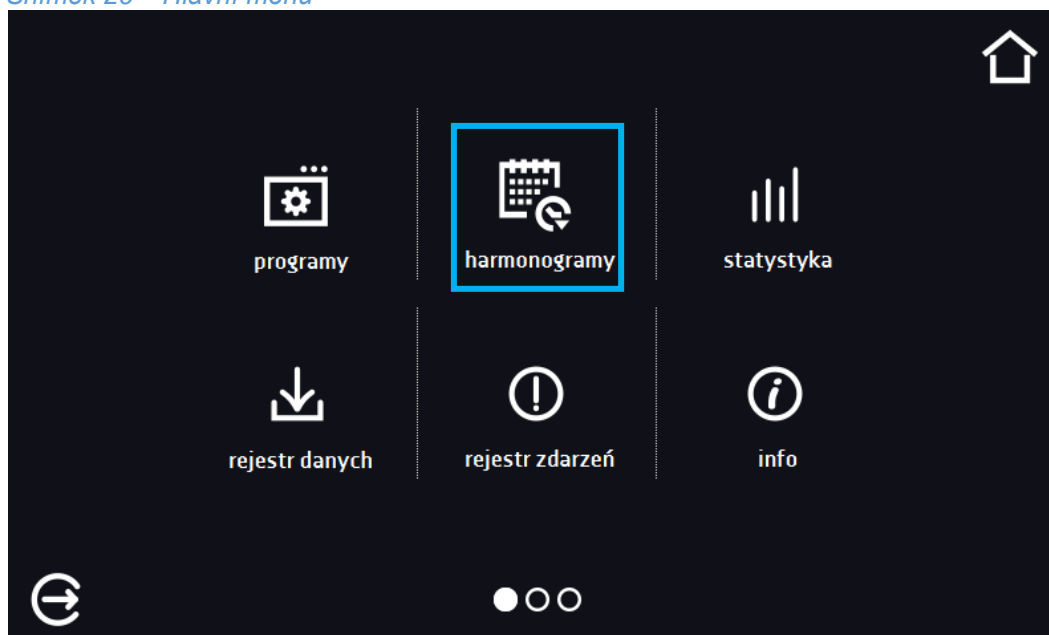 programy
harmonogramy
statystyka
rejestr danych
rejestr zdarzeń
info